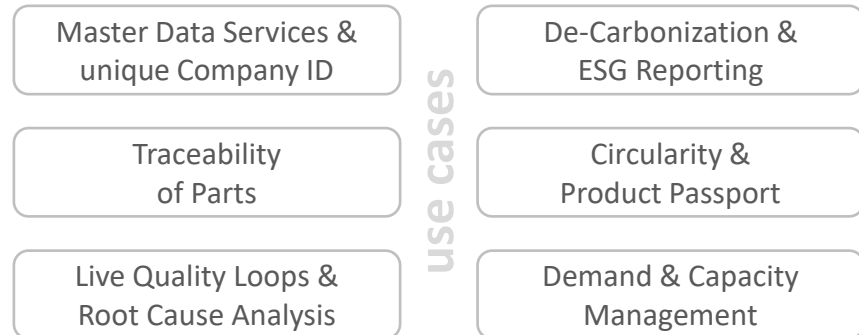 Master Data Services &
unique Company ID
Traceability
of Parts
Live Quality Loops &
Root Cause Analysis
use cases
De-Carbonization &
ESG Reporting
Circularity &
Product Passport
Demand & Capacity
Management